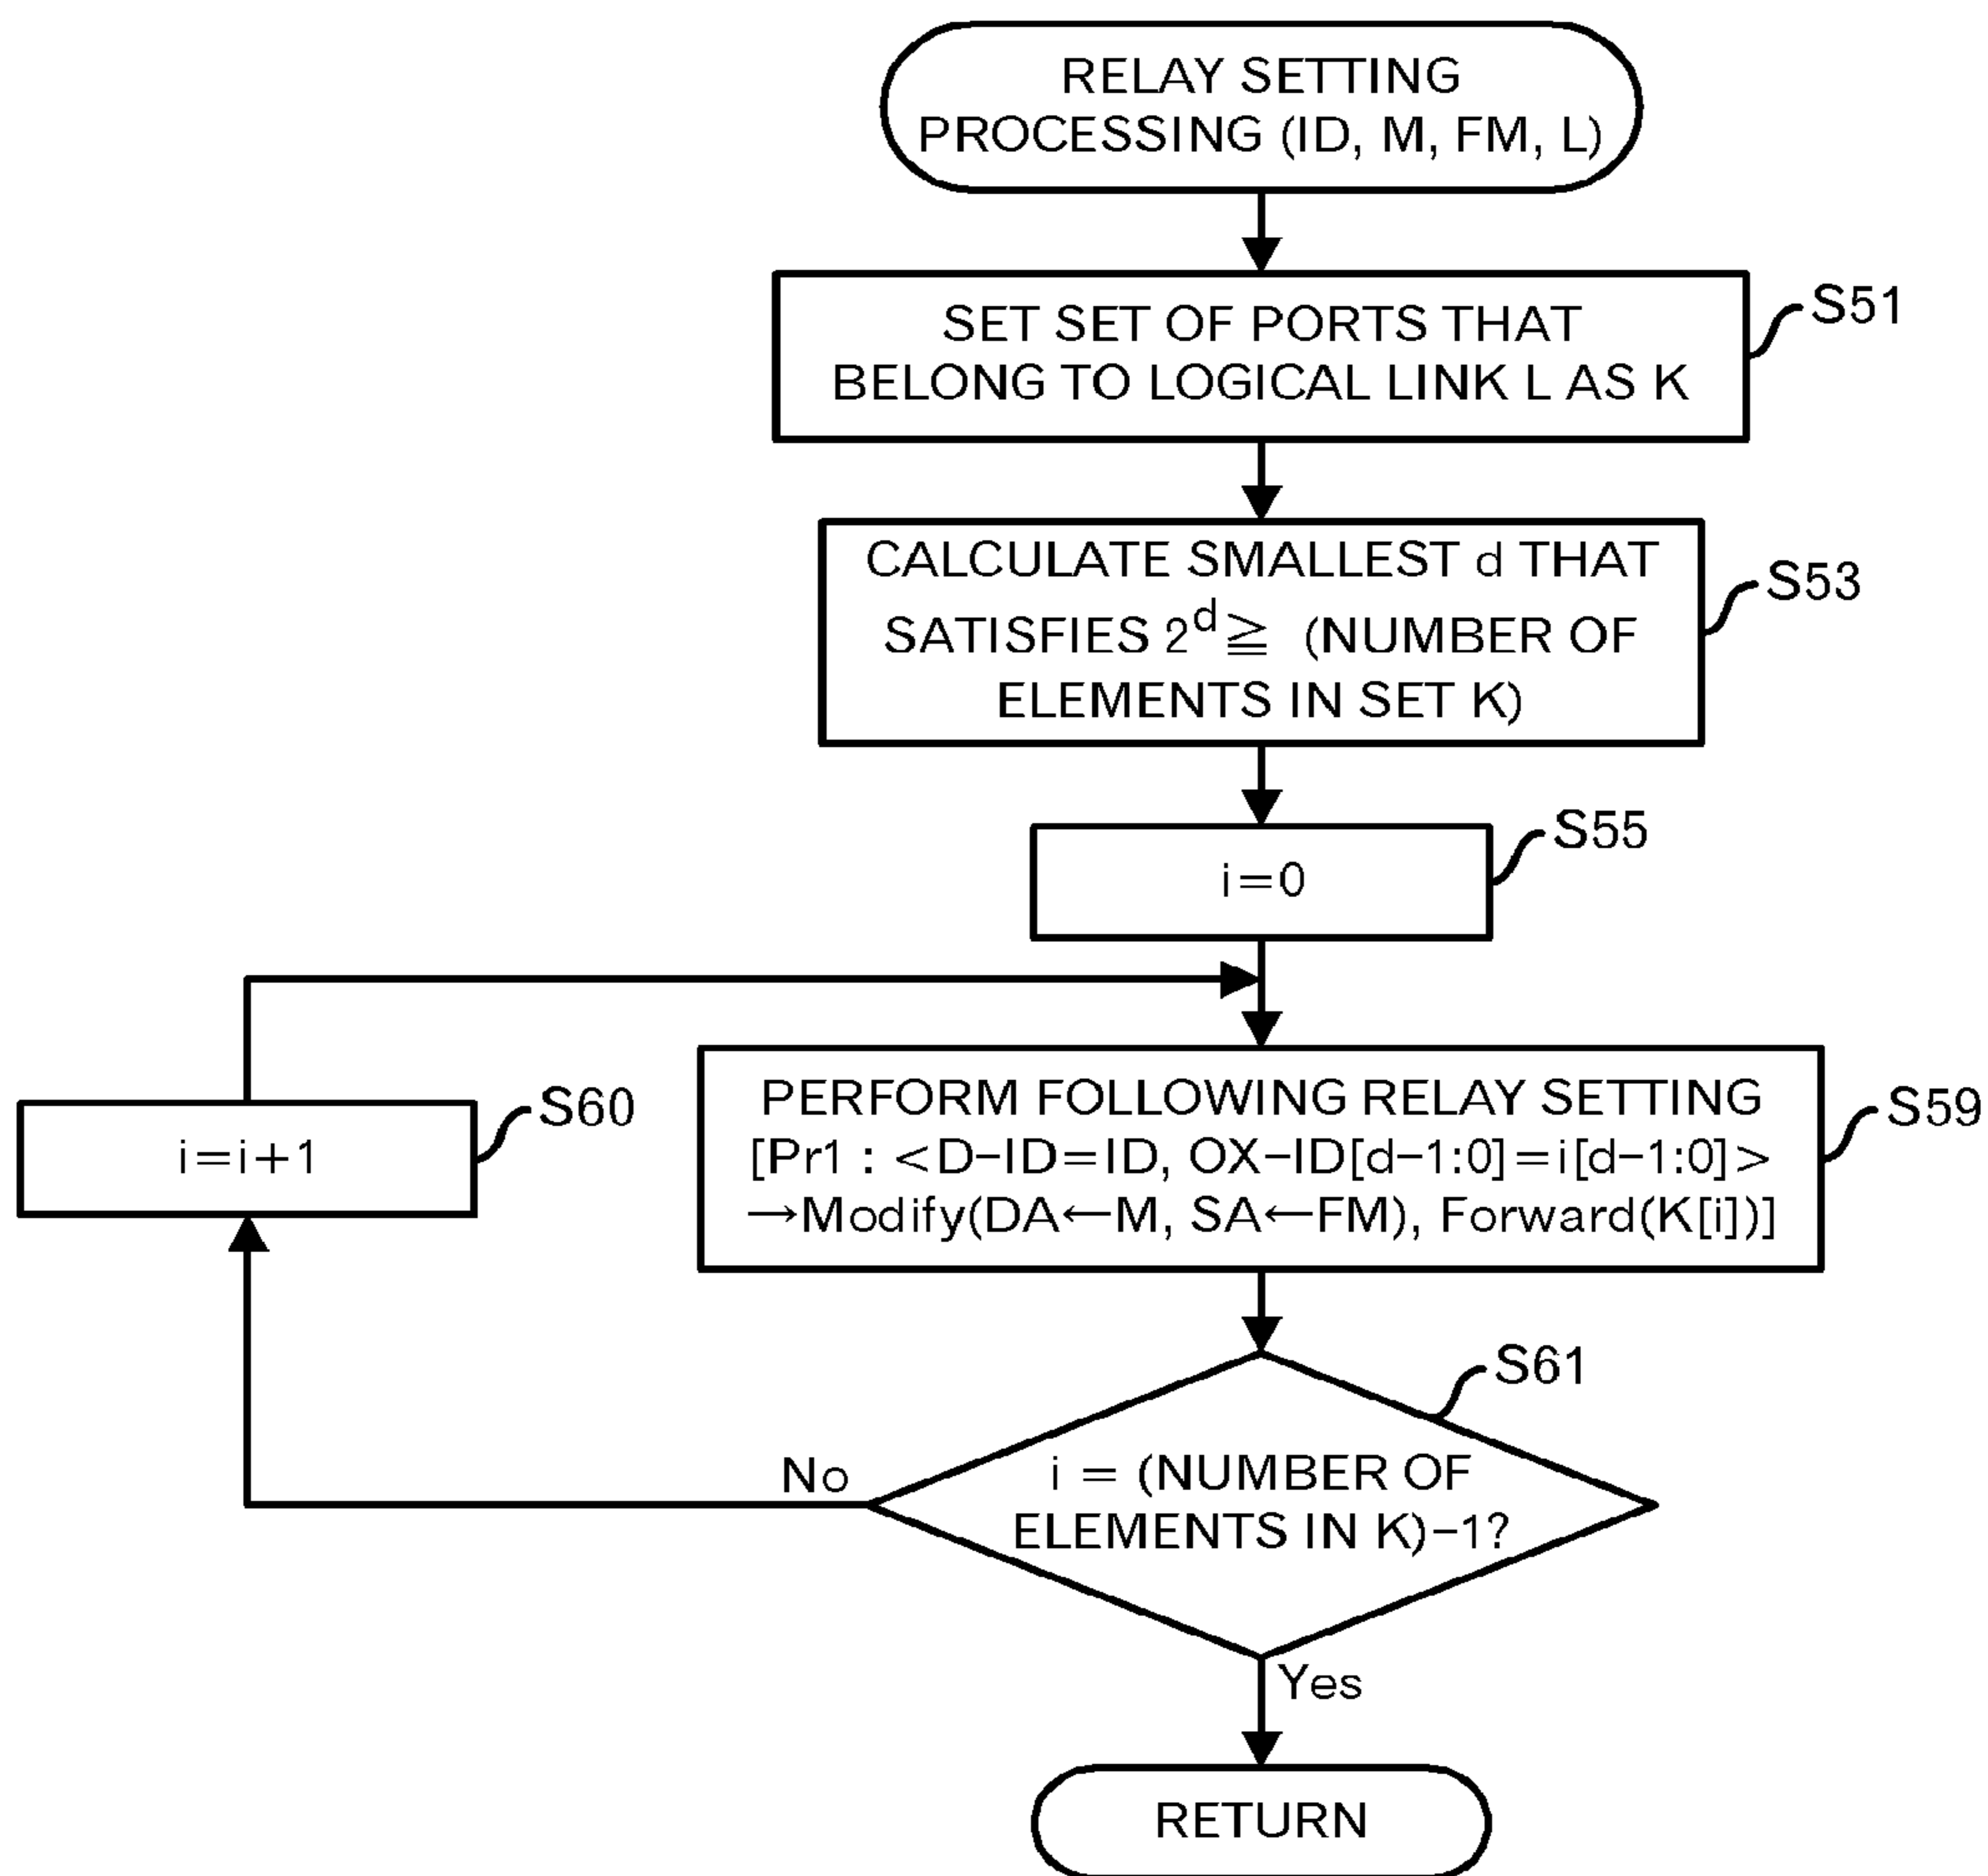 RELAY SETTING
PROCESSING (ID, M, FM, L)
SET SET OF PORTS THAT
BELONG TO LOGICAL LINK L AS K
S51
CALCULATE SMALLEST d THAT
SATISFIES 2^d≧ (NUMBER OF
ELEMENTS IN SET K)
S53
i=0
S55
PERFORM FOLLOWING RELAY SETTING
[Pr1 : <D-ID=ID, OX-ID[d-1:0]=i[d-1:0]>
→Modify(DA←M, SA←FM), Forward(K[i])]
S59
i=i+1
S60
i = (NUMBER OF
ELEMENTS IN K)-1?
S61
No
Yes
RETURN